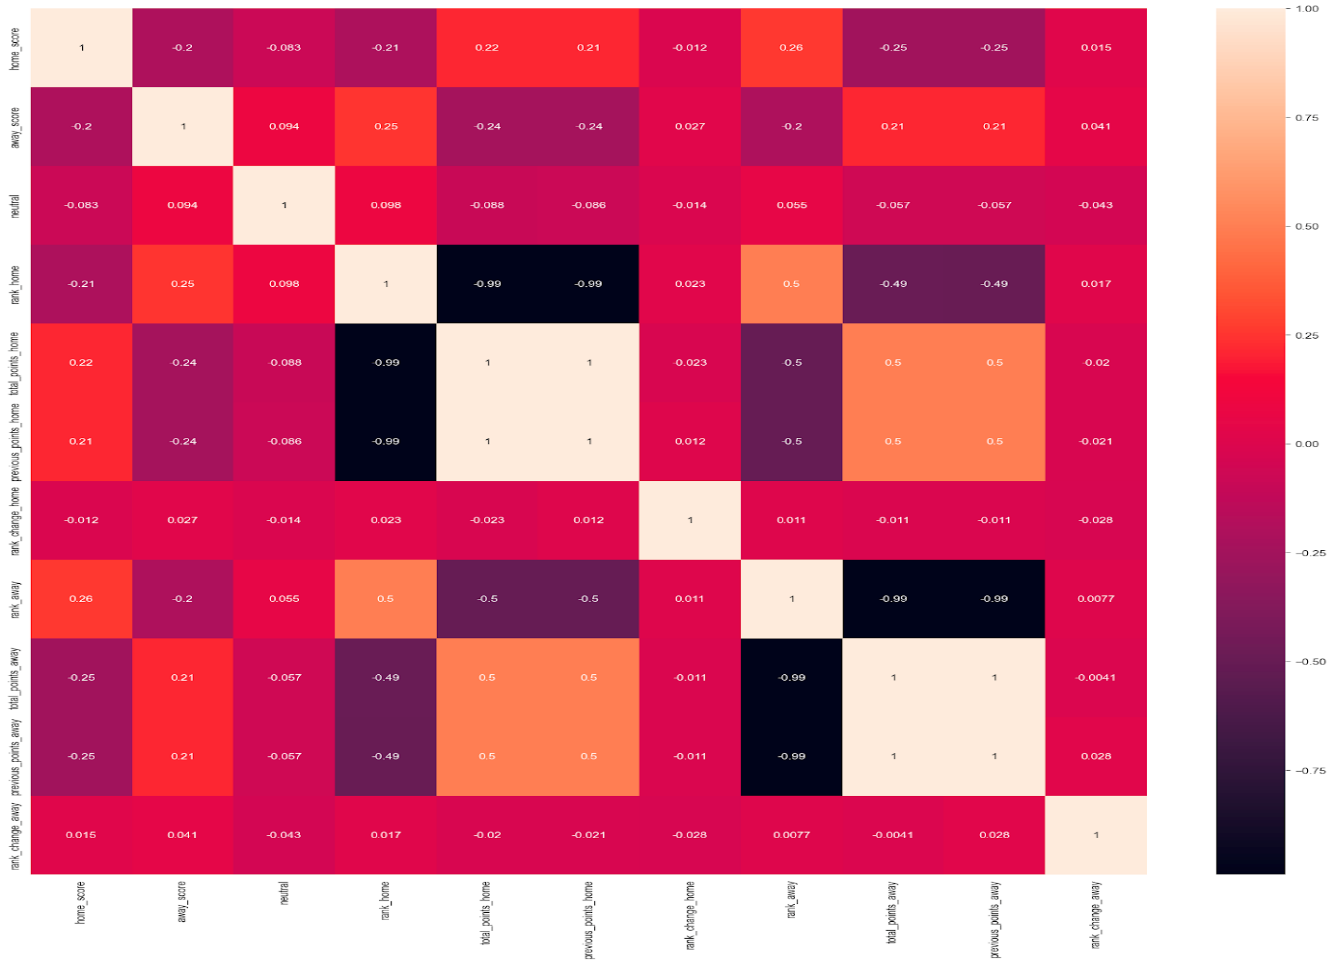 home_score 1 -0.2 -0.083 -0.21 0.22 0.21 -0.012 0.26 -0.25 -0.25 0.015
away_score -0.2 1 0.094 0.25 -0.24 -0.24 0.027 -0.2 0.21 0.21 0.041
neutral -0.083 0.094 1 0.098 -0.088 -0.086 -0.014 0.055 -0.057 -0.057 -0.043
rank_home -0.21 0.25 0.098 1 -0.99 -0.99 0.023 0.5 -0.49 -0.49 0.017
total_points_home 0.22 -0.24 -0.088 -0.99 1 1 -0.023 -0.5 0.5 0.5 -0.02
previous_points_home 0.21 -0.24 -0.086 -0.99 1 1 0.012 -0.5 0.5 0.5 -0.021
rank_change_home -0.012 0.027 -0.014 0.023 -0.023 0.012 1 0.011 -0.011 -0.011 -0.028
rank_away 0.26 -0.2 0.055 0.5 -0.5 -0.5 0.011 1 -0.99 -0.99 0.0077
total_points_away -0.25 0.21 -0.057 -0.49 0.5 0.5 -0.011 -0.99 1 1 -0.0041
previous_points_away -0.25 0.21 -0.057 -0.49 0.5 0.5 -0.011 -0.99 1 1 0.028
rank_change_away 0.015 0.041 -0.043 0.017 -0.02 -0.021 -0.028 0.0077 -0.0041 0.028 1
home_score away_score neutral rank_home total_points_home previous_points_home rank_change_home rank_away total_points_away previous_points_away rank_change_away
1.00
0.75
0.50
0.25
0.00
−0.25
−0.50
−0.75